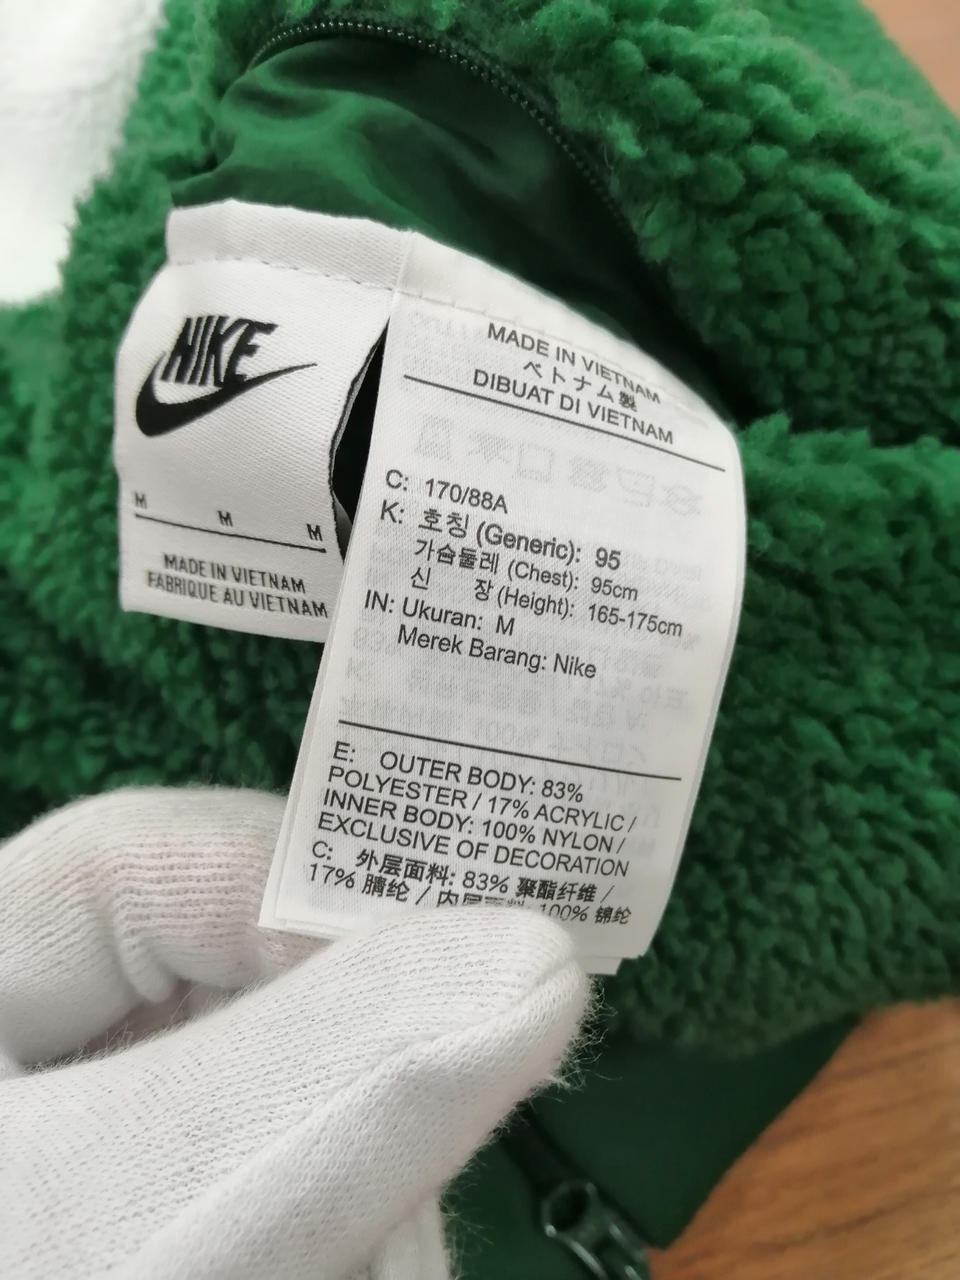 NIKE
M
M
M
MADE IN VIETNAM
FABRIQUE AU VIETNAM
MADE IN VIETNAM
ベトナム製
DIBUAT DI VIETNAM
C: 170/88A
K: 호칭 (Generic): 95
가슴둘레 (Chest): 95cm
신 장 (Height): 165-175cm
IN: Ukuran: M
Merek Barang: Nike
E: OUTER BODY: 83%
POLYESTER / 17% ACRYLIC /
INNER BODY: 100% NYLON /
EXCLUSIVE OF DECORATION
C: 外层面料: 83% 聚酯纤维 /
17% 腈纶 / 100% 锦纶